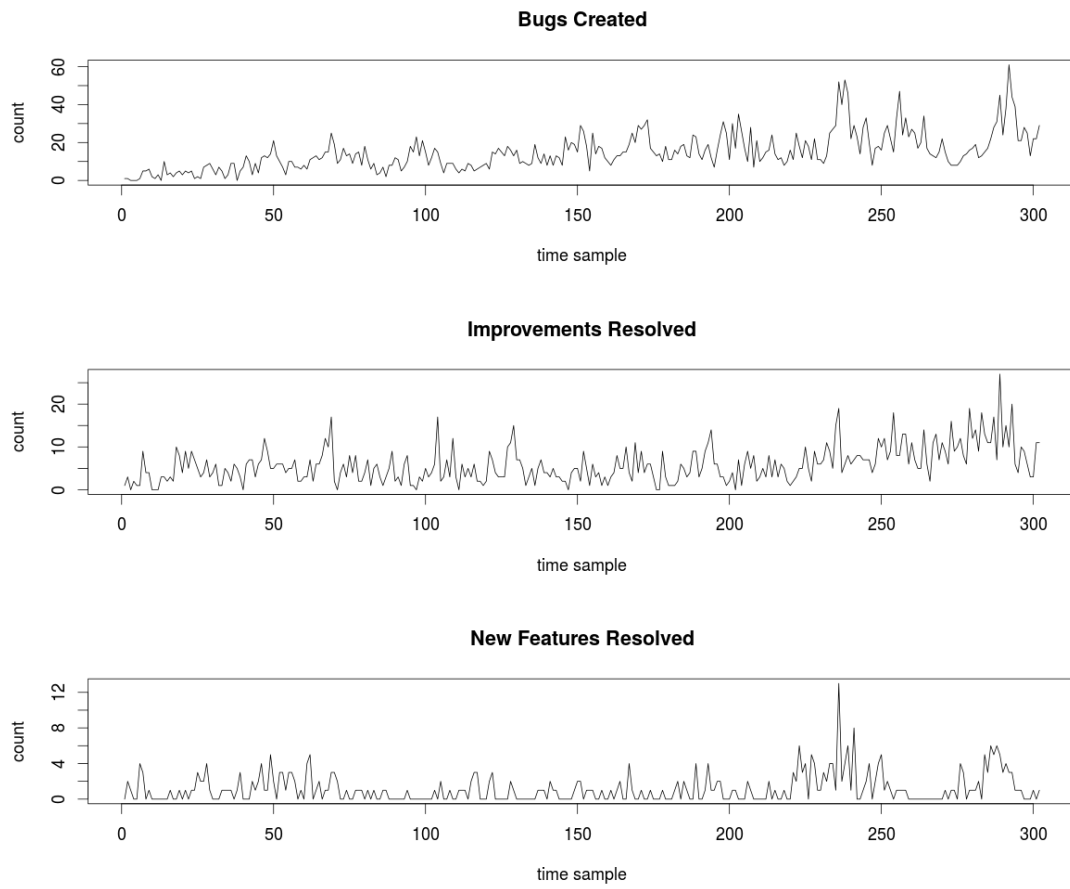 Bugs Created
count
0 20 40 60
0 50 100 150 200 250 300
time sample
Improvements Resolved
count
0 10 20
0 50 100 150 200 250 300
time sample
New Features Resolved
count
0 4 8 12
0 50 100 150 200 250 300
time sample